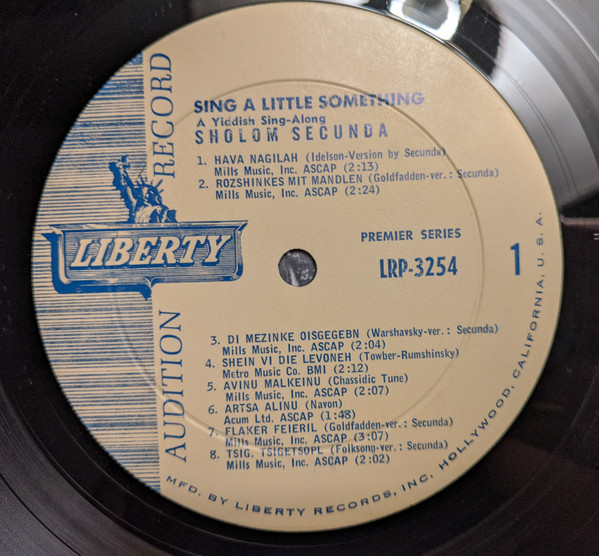 SING A LITTLE SOMETHING
A Yiddish Sing-Along
SHOLOM SECUNDA
1. HAVA NAGILAH (Idelson-Version by Secunda)
Mills Music, Inc. ASCAP (2:13)
2. ROZSHINKES MIT MANDLEN (Goldfadden-ver.: Secunda)
Mills Music, Inc. ASCAP (2:24)
AUDITION RECORD
LIBERTY
PREMIER SERIES
LRP-3254
1
3. DI MEZINKE OISGEGEBN (Warshavsky-ver.: Secunda)
Mills Music, Inc. ASCAP (2:04)
4. SHEIN VI DIE LEVONEH (Towber-Rumshinsky)
Metro Music Co. BMI (2:12)
5. AVINU MALKEINU (Chassidic Tune)
Mills Music, Inc. ASCAP (2:07)
6. ARTSA ALINU (Navon)
Acum Ltd. ASCAP (1:48)
7. FLAKER FEIERIL (Goldfadden-ver.: Secunda)
Mills Music, Inc. ASCAP (3:07)
8. TSIG, TSIGETSOPL (Folksong-ver.: Secunda)
Mills Music, Inc. ASCAP (2:02)
MFD. BY LIBERTY RECORDS, INC. HOLLYWOOD, CALIFORNIA, U. S. A.